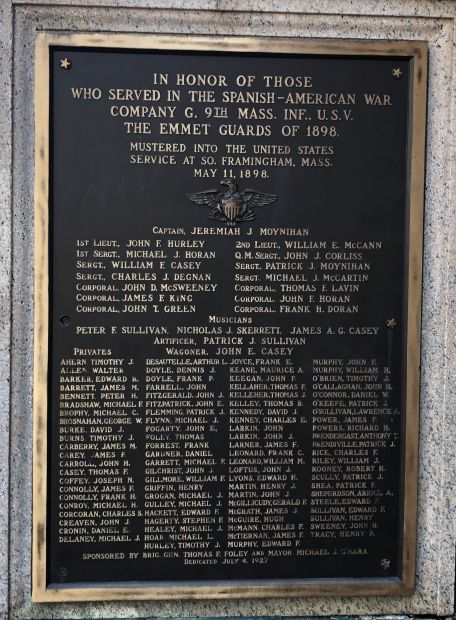 IN HONOR OF THOSE
WHO SERVED IN THE SPANISH-AMERICAN WAR
COMPANY G. 9TH MASS. INF., U.S.V.
THE EMMET GUARDS OF 1898.
MUSTERED INTO THE UNITED STATES
SERVICE AT SO. FRAMINGHAM, MASS.
MAY 11, 1898.
CAPTAIN, JEREMIAH J. MOYNIHAN
1ST LIEUT., JOHN F. HURLEY 2ND LIEUT., WILLIAM E. McCANN
1ST SERGT., MICHAEL J. HORAN Q.M. SERGT., JOHN J. CORLISS
SERGT., WILLIAM F. CASEY SERGT., PATRICK J. MOYNIHAN
SERGT., CHARLES J. DEGNAN SERGT., MICHAEL J. McCARTIN
CORPORAL, JOHN D. McSWEENEY CORPORAL, THOMAS F. LAVIN
CORPORAL, JAMES F. KING CORPORAL, JOHN F. HORAN
CORPORAL, JOHN T. GREEN CORPORAL, FRANK H. DORAN
MUSICIANS
PETER F. SULLIVAN, NICHOLAS J. SKERRETT, JAMES A. G. CASEY
ARTIFICER, PATRICK J. SULLIVAN
PRIVATES WAGONER, JOHN E. CASEY
AHERN TIMOTHY J. DESAUTELLE, ARTHUR L. JOYCE, FRANK E. MURPHY, JOHN F.
ALLEN, WALTER DOYLE, DENNIS J. KEANE, MAURICE A. MURPHY, WILLIAM H.
BARKER, EDWARD R. DOYLE, FRANK P. KEEGAN, JOHN F. O'BRIEN, TIMOTHY J.
BARRETT, JAMES M. FARRELL, JOHN KELLAHER, THOMAS F. O'CALLAGHAN, JOHN H.
BENNETT, PETER H. FITZGERALD, JOHN J. KELLEHER, THOMAS J. O'CONNOR, DANIEL W.
BRADSHAW, MICHAEL F. FITZPATRICK, JOHN E. KELLEY, THOMAS B. O'KEEFE, PATRICK J.
BROPHY, MICHAEL C. FLEMMING, PATRICK J. KENNEDY, DAVID J. O'SULLIVAN, LAWRENCE A.
BROSNAHAN, GEORGE W. FLYNN, MICHAEL J. KENNEY, CHARLES E. POWER, JAMES F.
BURKE, DAVID J. FOGARTY, JOHN E. LARKIN, JOHN POWERS, RICHARD H.
BURNS TIMOTHY J. FOLEY, THOMAS LARKIN, JOHN J. PRENDERGAST, ANTHONY T.
CARBERRY, JAMES M. FORREST, FRANK LARNER, JAMES F. PRENDIVILLE, PATRICK J.
CAREY, JAMES F. GARDNER, DANIEL LEONARD, FRANK C. RICE, CHARLES F.
CARROLL, JOHN H. GARRETT, MICHAEL F. LEONARD, WILLIAM B. RILEY, WILLIAM J.
CASEY, THOMAS F. GILCHRIST, JOHN J. LOFTUS, JOHN J. ROONEY, ROBERT H.
COFFEY, JOSEPH N. GILLMORE, WILLIAM F. LYONS, EDWARD H. SCULLY, PATRICK J.
CONNOLLY, JAMES F. GRIFFIN, HENRY MARTIN, HENRY J. SHEA, PATRICK F.
CONNOLLY, FRANK H. GROGAN, MICHAEL J. MARTIN, JOHN J. SHEPERDSON,
CONROY, MICHAEL H. GULLEY, MICHAEL J. McGILLICUDY, GERALD F. STEELE, EDWARD F.
CORCORAN, CHARLES S. HACKETT, EDWARD F. McGRATH, JAMES J. SULLIVAN, EDWARD F.
CREAVEN, JOHN J. HAGERTY, STEPHEN F. McGUIRE, HUGH SULLIVAN, HENRY
CRONIN, DANIEL E. HEALEY, MICHAEL J. McMANN, CHARLES F. SWEENEY, JOHN H.
DELANEY, MICHAEL J. HOAR, MICHAEL L. McTIERNAN, JAMES F. TRACY, HENRY P.
HURLEY, TIMOTHY J. MURPHY, EDWARD F.
SPONSORED BY BRIG. GEN. THOMAS F. FOLEY AND MAYOR MICHAEL J. O'HARA
DEDICATED JULY 4, 1927